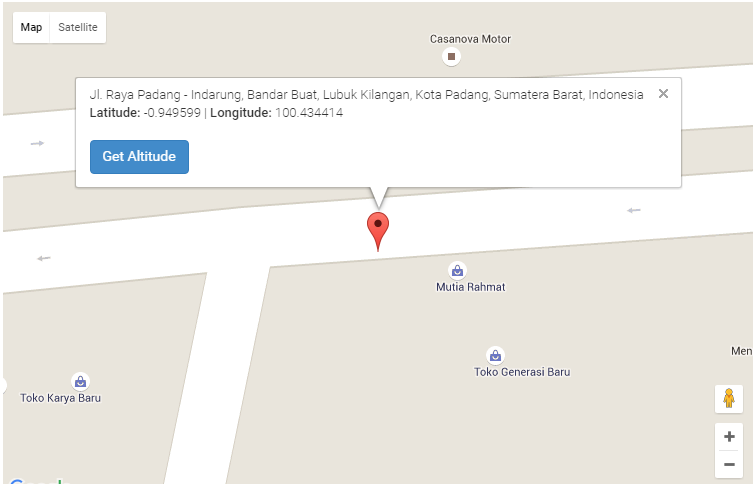 Map Satellite
Casanova Motor
Jl. Raya Padang - Indarung, Bandar Buat, Lubuk Kilangan, Kota Padang, Sumatera Barat, Indonesia
Latitude: -0.949599 | Longitude: 100.434414
Get Altitude
Mutia Rahmat
Men
Toko Generasi Baru
Toko Karya Baru
Google